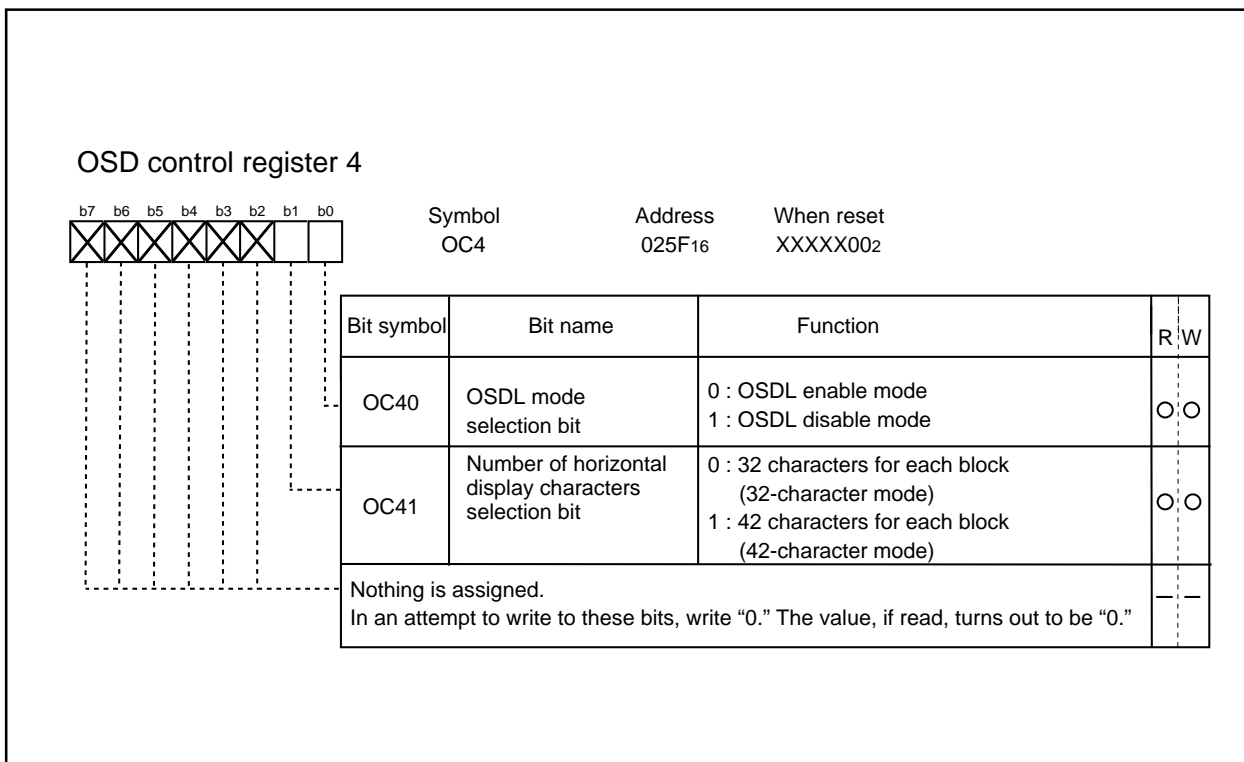 OSD control register 4
b7 b6 b5 b4 b3 b2 b1 b0
Symbol Address When reset
OC4 025F16 XXXXX002
Bit symbol Bit name Function R W
OC40 OSDL mode selection bit 0 : OSDL enable mode
1 : OSDL disable mode
OC41 Number of horizontal display characters selection bit 0 : 32 characters for each block
(32-character mode)
1 : 42 characters for each block
(42-character mode)
Nothing is assigned.
In an attempt to write to these bits, write “0.” The value, if read, turns out to be “0.”